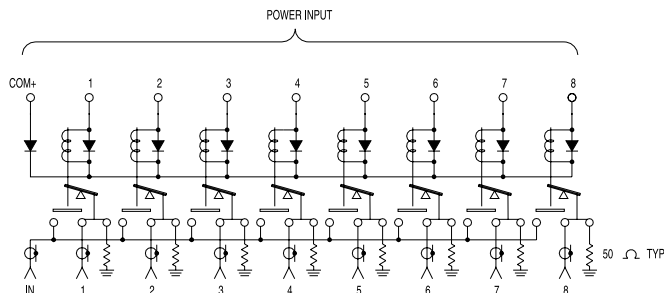 POWER INPUT
COM+ 1 2 3 4 5 6 7 8
50 Ω TYP
IN 1 2 3 4 5 6 7 8